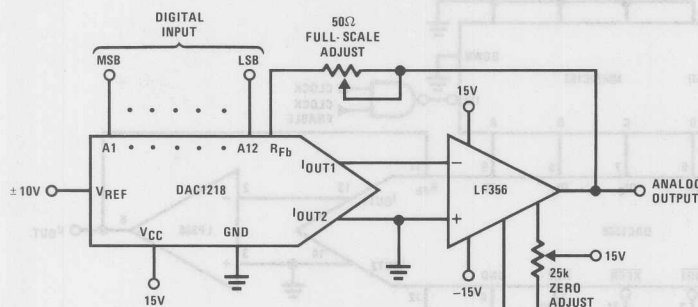 DIGITAL
INPUT
MSB
LSB
50Ω
FULL-SCALE
ADJUST
A1
A12
RFb
±10V
VREF
DAC1218
IOUT1
IOUT2
VCC
GND
15V
15V
LF356
−
+
-15V
ANALOG
OUTPUT
15V
25k
ZERO
ADJUST